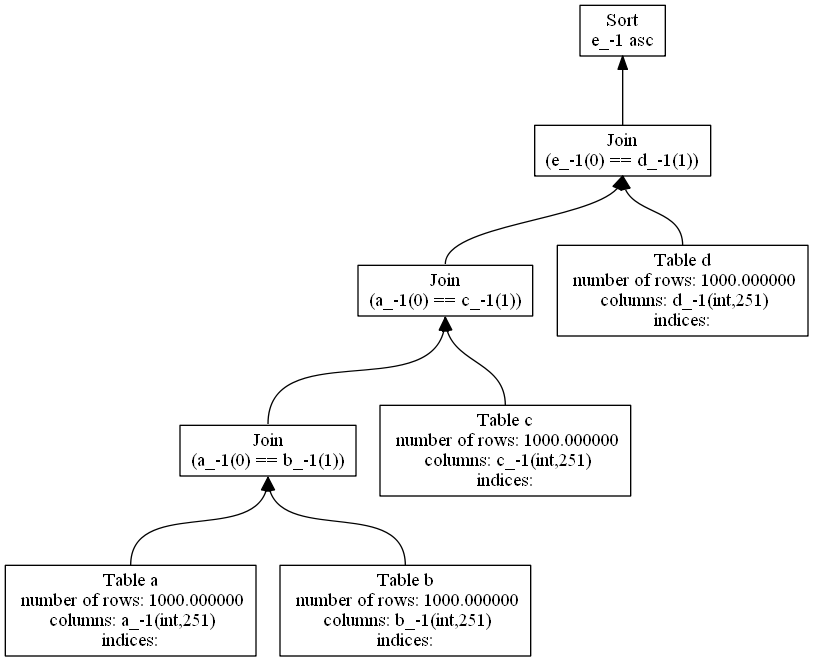 Sort
e_-1 asc
Join
(e_-1(0) == d_-1(1))
Join
(a_-1(0) == c_-1(1))
Table d
number of rows: 1000.000000
columns: d_-1(int,251)
indices:
Join
(a_-1(0) == b_-1(1))
Table c
number of rows: 1000.000000
columns: c_-1(int,251)
indices:
Table a
number of rows: 1000.000000
columns: a_-1(int,251)
indices:
Table b
number of rows: 1000.000000
columns: b_-1(int,251)
indices: